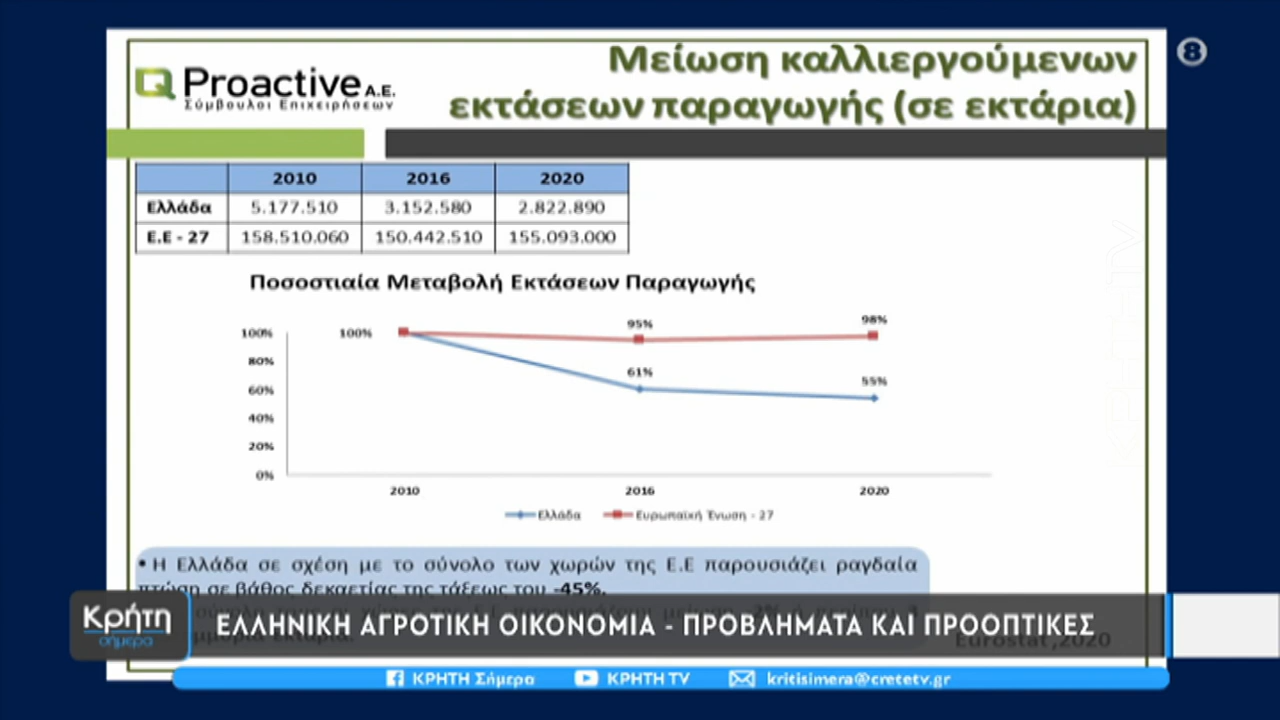 Μείωση καλλιεργούμενων
εκτάσεων παραγωγής (σε εκτάρια)
Proactive Α.Ε.
Σύμβουλοι Επιχειρήσεων
8
2010 2016 2020
Ελλάδα 5.177.510 3.152.580 2.822.890
Ε.Ε - 27 158.510.060 150.442.510 155.093.000
Ποσοστιαία Μεταβολή Εκτάσεων Παραγωγής
100% 100% 95% 98%
80%
60% 61% 55%
40%
20%
0%
2010 2016 2020
Ελλάδα Ευρωπαϊκή Ένωση - 27
• Η Ελλάδα σε σχέση με το σύνολο των χωρών της Ε.Ε παρουσιάζει ραγδαία
πτώση σε βάθος δεκαετίας της τάξεως του -45%.
Κρήτη
σήμερα
ΕΛΛΗΝΙΚΗ ΑΓΡΟΤΙΚΗ ΟΙΚΟΝΟΜΙΑ - ΠΡΟΒΛΗΜΑΤΑ ΚΑΙ ΠΡΟΟΠΤΙΚΕΣ
Eurostat ,2020
ΚΡΗΤΗ Σήμερα ΚΡΗΤΗ TV kritisimera@cretetv.gr